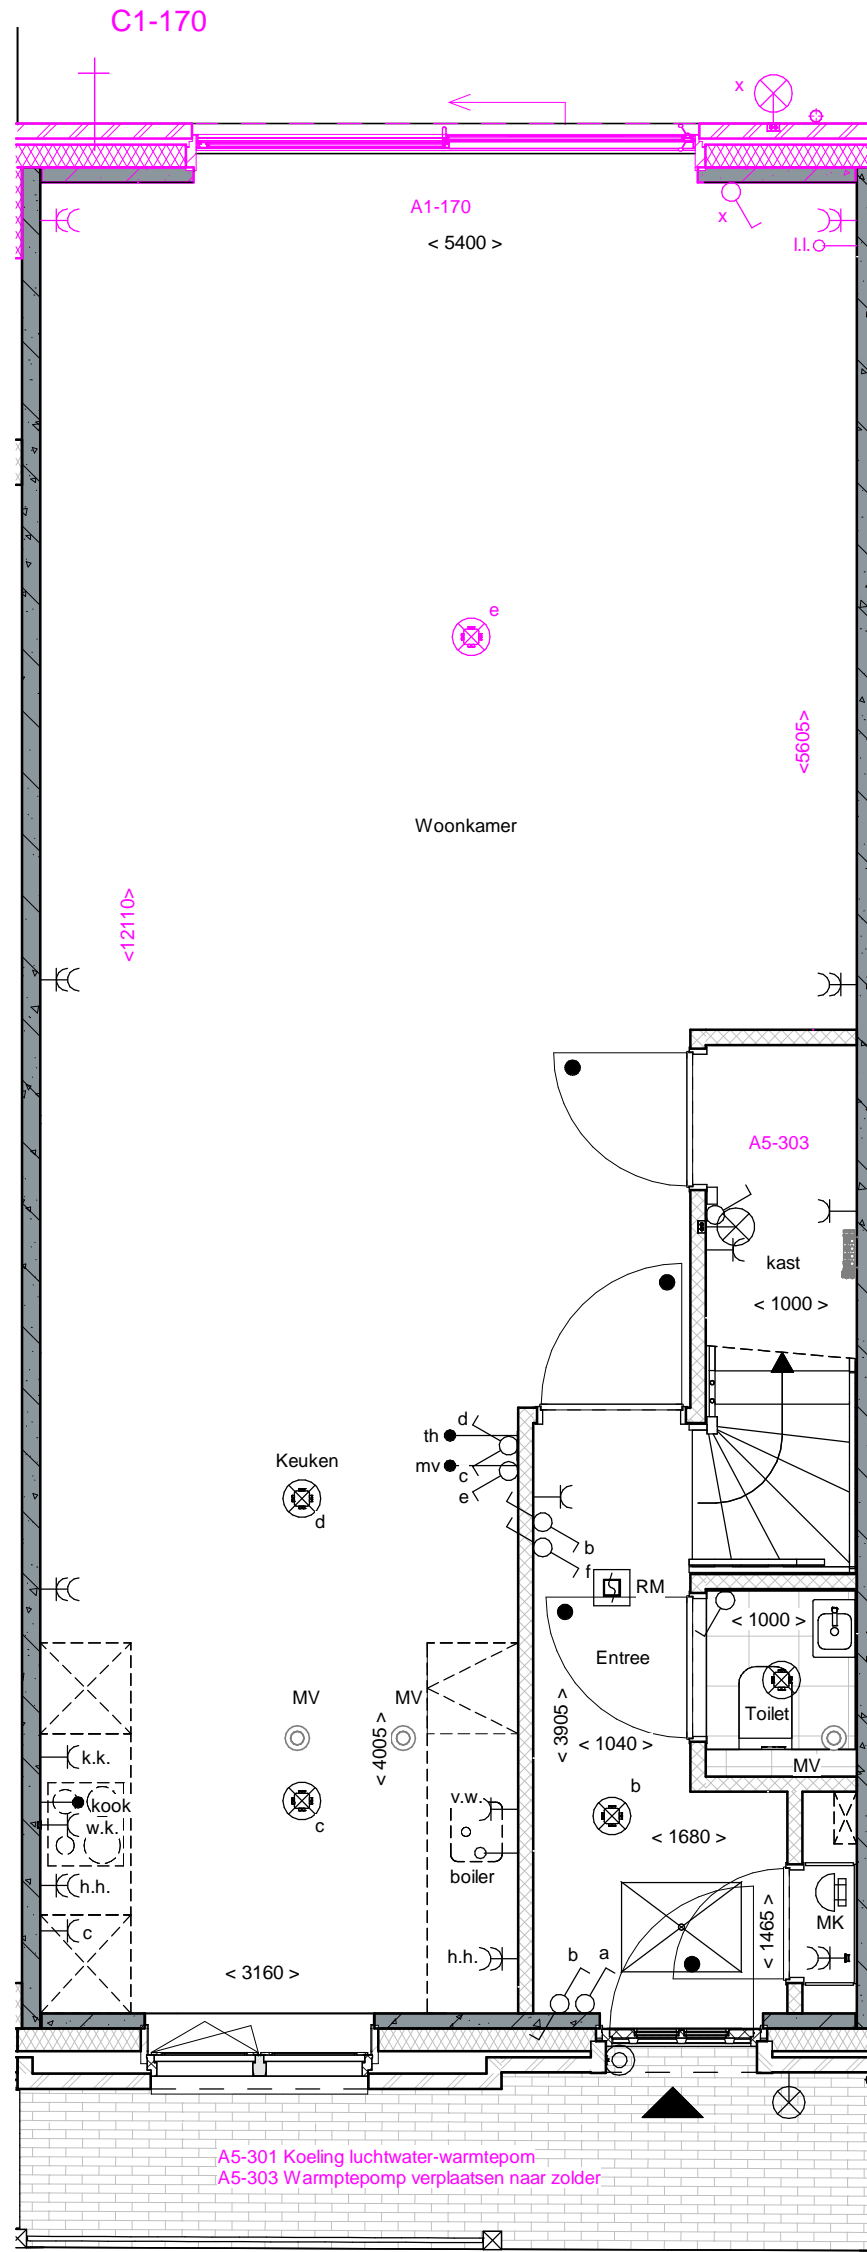 C1-170
x
A1-170
x
< 5400 >
l.l.
e
<5605>
Woonkamer
<12110>
A5-303
kast
< 1000 >
d
th
mv
c
e
Keuken
d
b
f
RM
< 1000 >
Entree
MV
MV
Toilet
< 3905 >
< 4005 >
< 1040 >
MV
k.k.
kook
w.k.
c
v.w.
b
< 1680 >
boiler
h.h.
MK
c
< 1465 >
h.h.
b
a
< 3160 >
A5-301 Koeling luchtwater-warmtepom
A5-303 Warmptepomp verplaatsen naar zolder